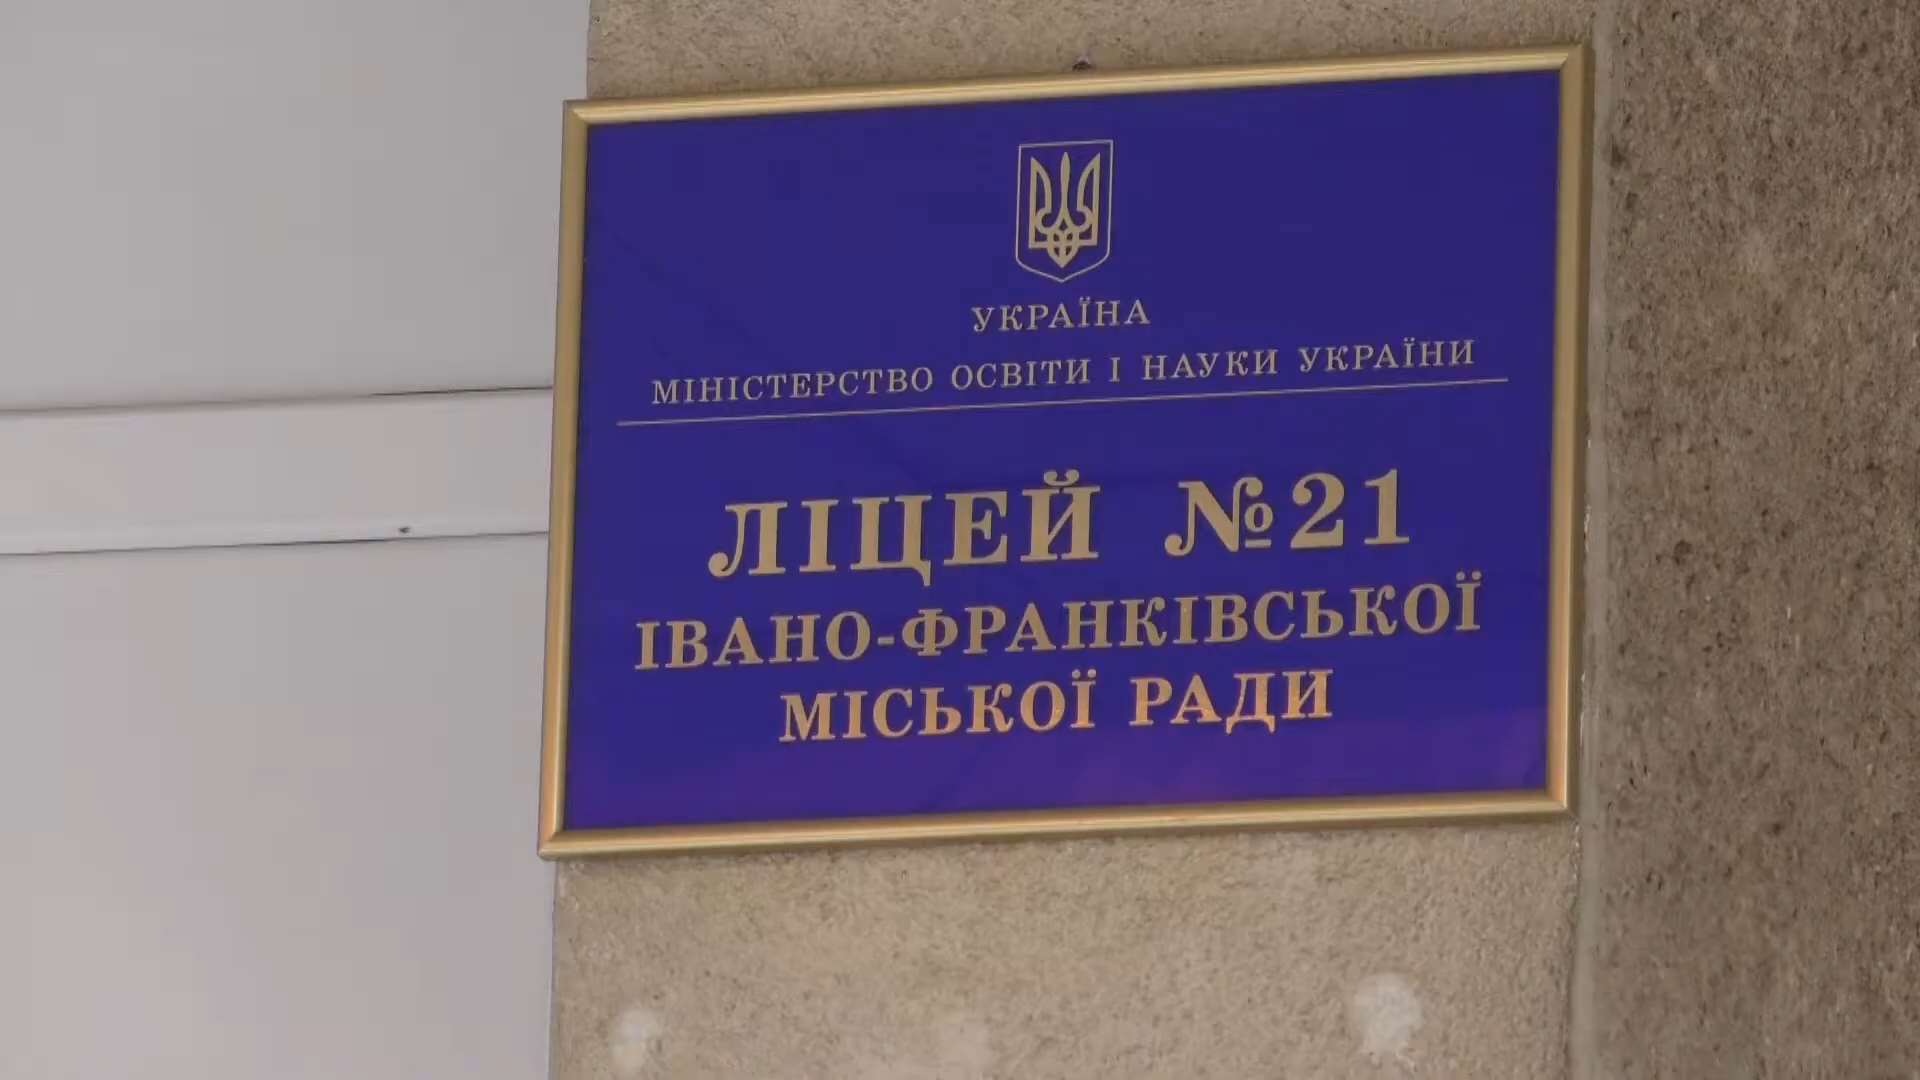 УКРАЇНА
МІНІСТЕРСТВО ОСВІТИ І НАУКИ УКРАЇНИ
ЛІЦЕЙ №21
ІВАНО-ФРАНКІВСЬКОЇ
МІСЬКОЇ РАДИ